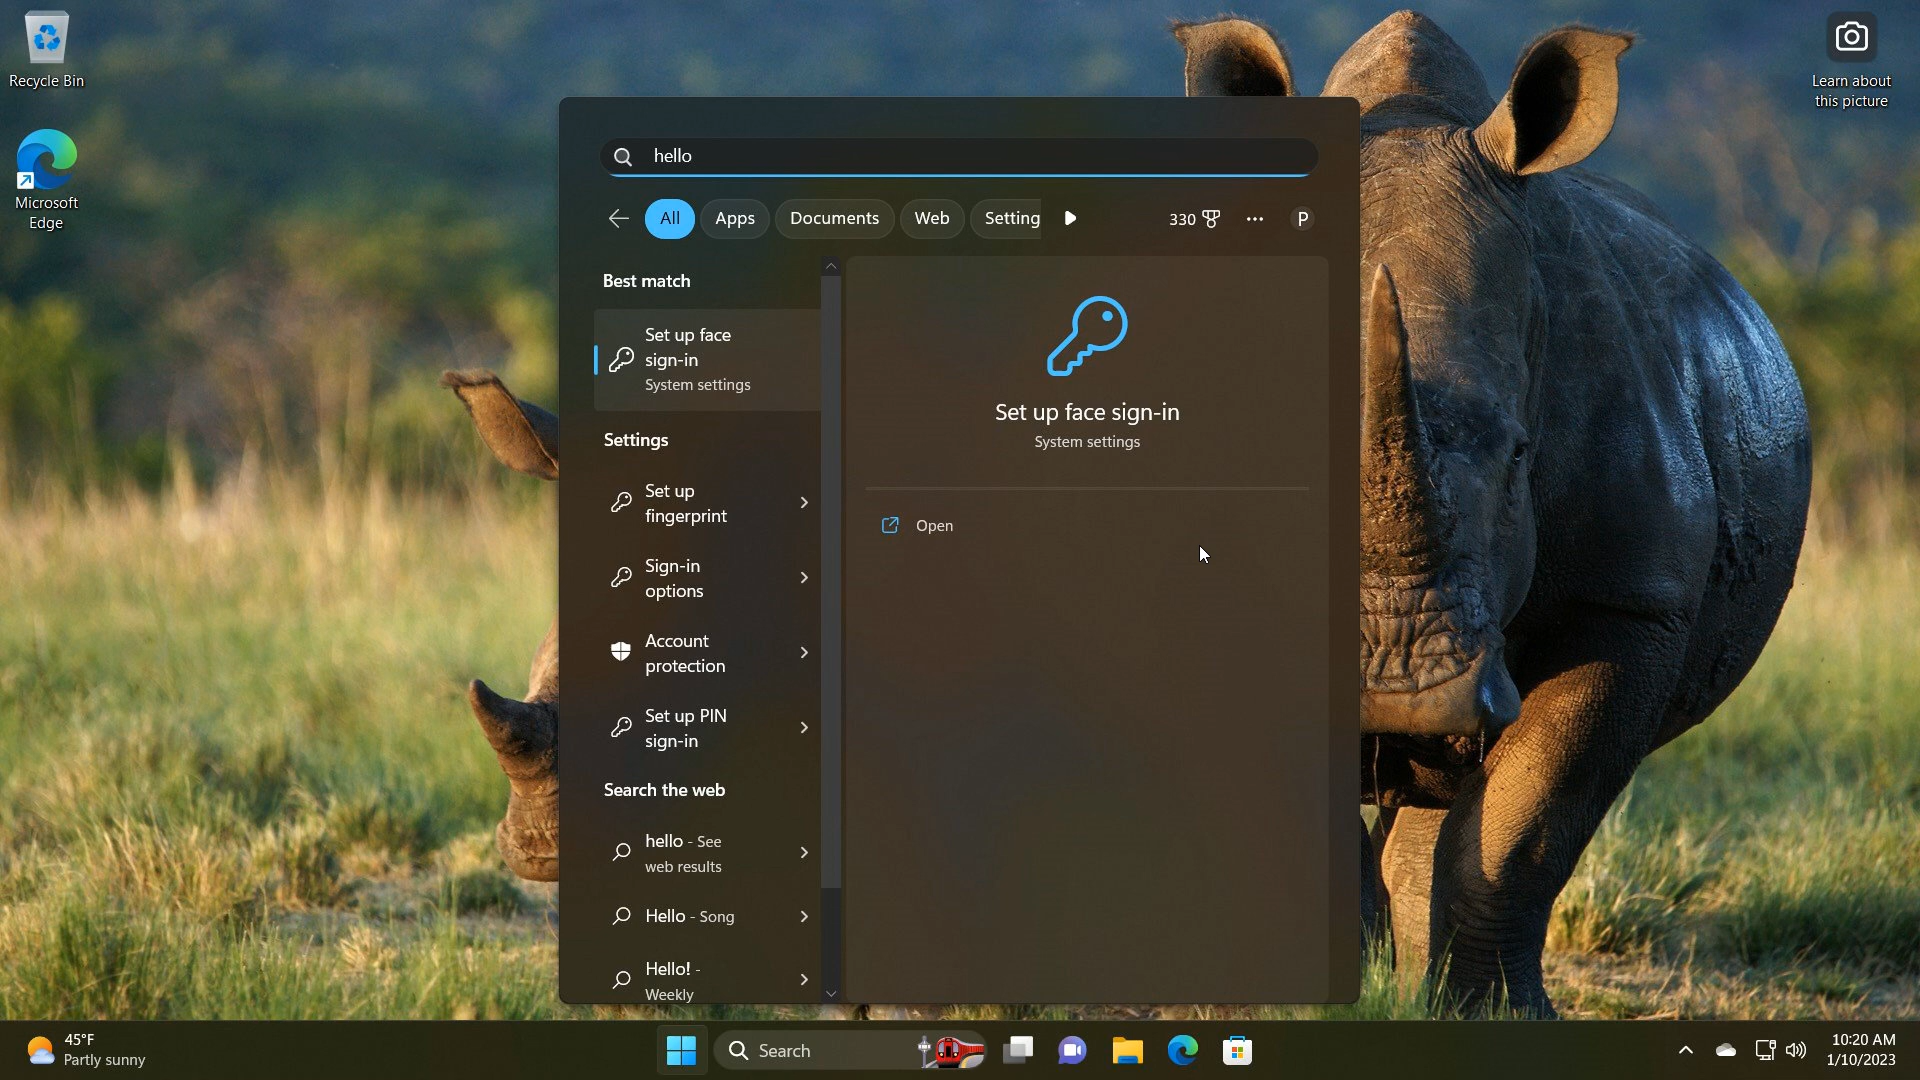 Recycle Bin
Microsoft
Edge
Learn about
this picture
hello
All
Apps
Documents
Web
Setting
330
P
Best match
Set up face
sign-in
System settings
Settings
Set up
fingerprint
Sign-in
options
Account
protection
Set up PIN
sign-in
Search the web
hello - See
web results
Hello - Song
Hello! -
Weekly
Set up face sign-in
System settings
Open
45°F
Partly sunny
Search
10:20 AM
1/10/2023